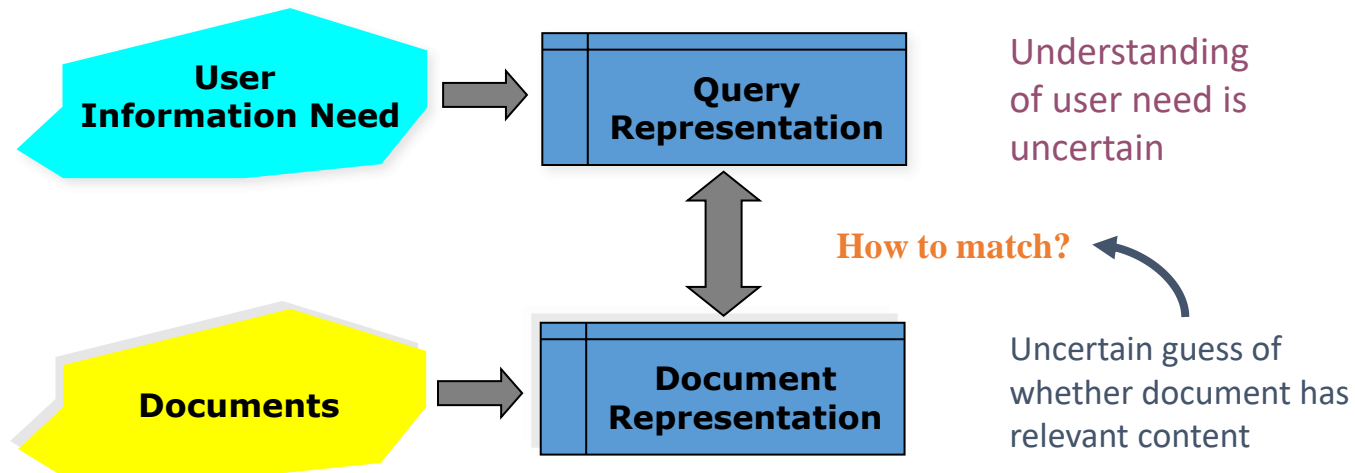 User
Information Need
Query
Representation
Understanding
of user need is
uncertain
How to match?
Documents
Document
Representation
Uncertain guess of
whether document has
relevant content